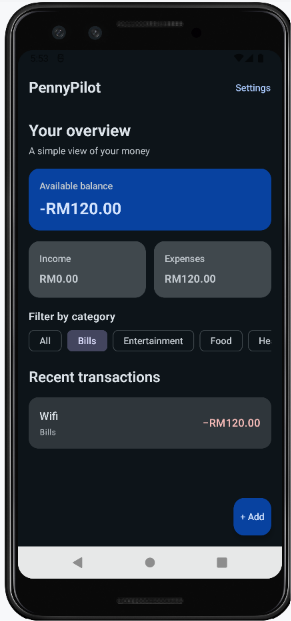 PennyPilot Settings
Your overview
A simple view of your money
Available balance
-RM120.00
Income Expenses
RM0.00 RM120.00
Filter by category
All Bills Entertainment Food He
Recent transactions
Wifi
Bills
−RM120.00
+ Add